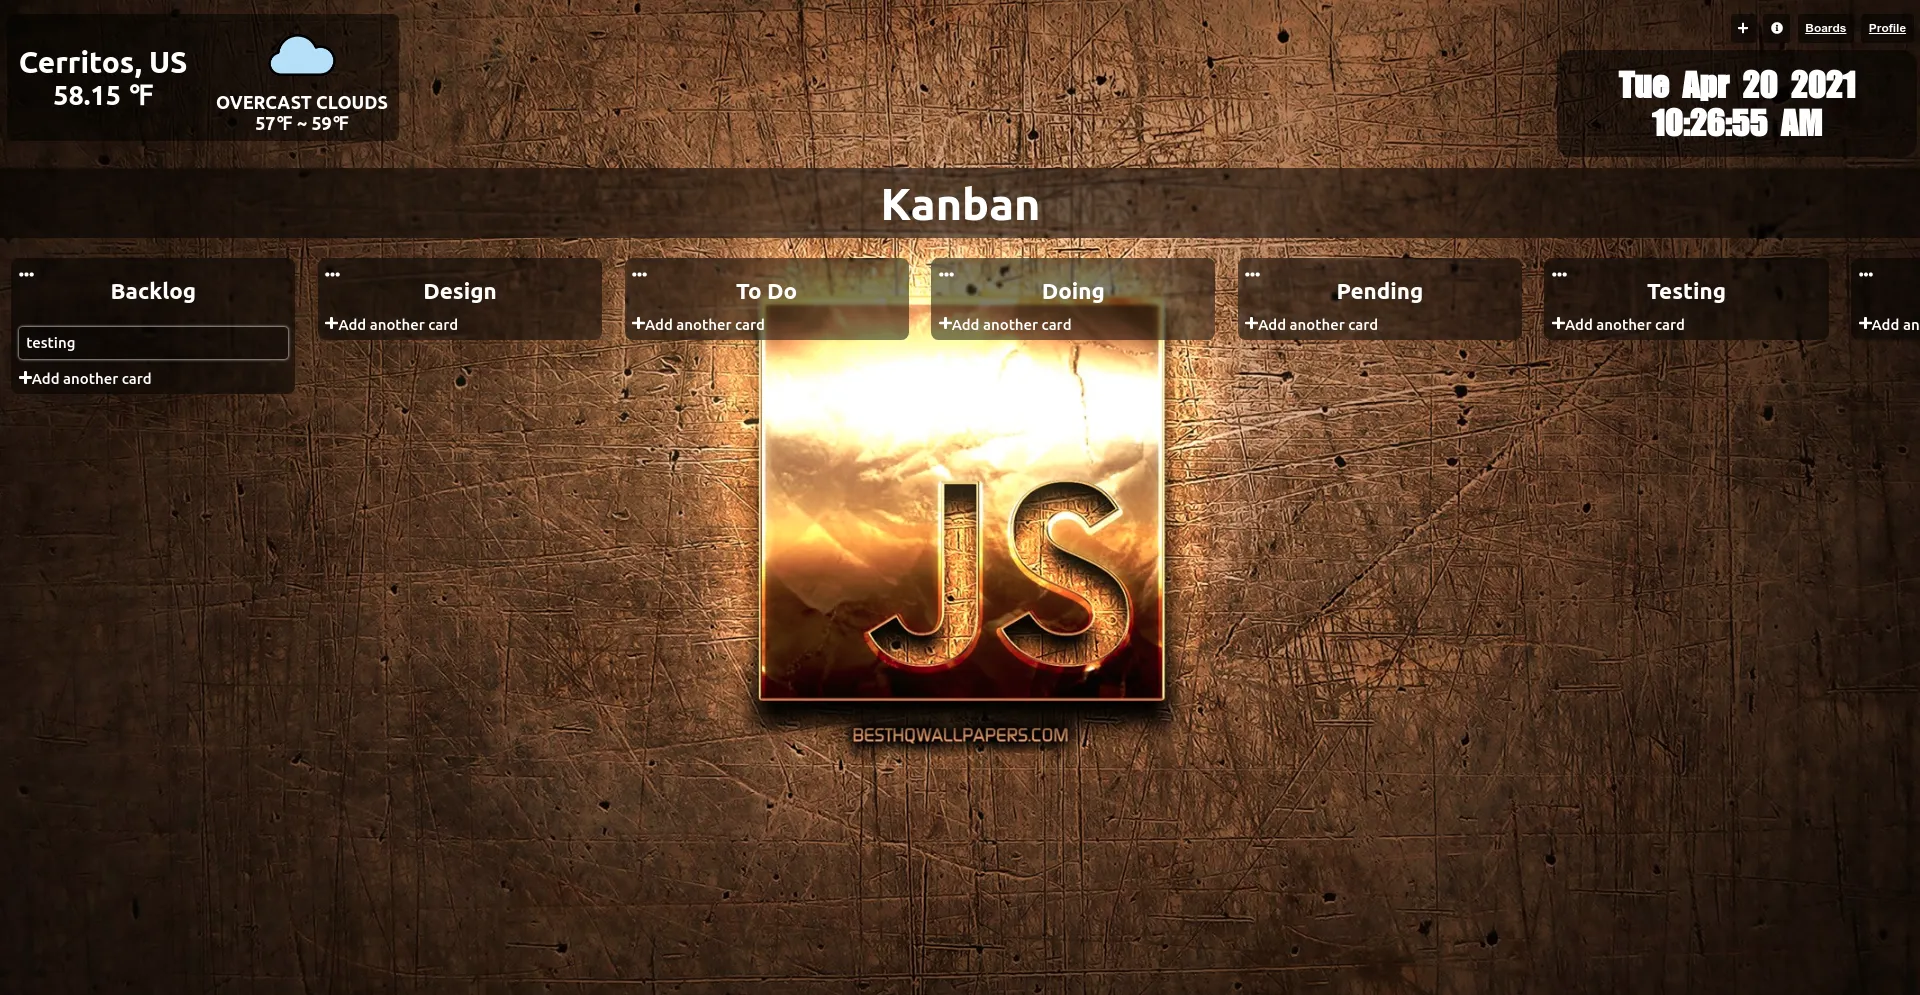 Cerritos, US
58.15 °F
OVERCAST CLOUDS
57°F ~ 59°F
Boards
Profile
Tue Apr 20 2021
10:26:55 AM
Kanban
Backlog
testing
Add another card
Design
Add another card
To Do
Add another card
Doing
Add another card
Pending
Add another card
Testing
Add another card
Add an
JS
BESTHQWALLPAPERS.COM